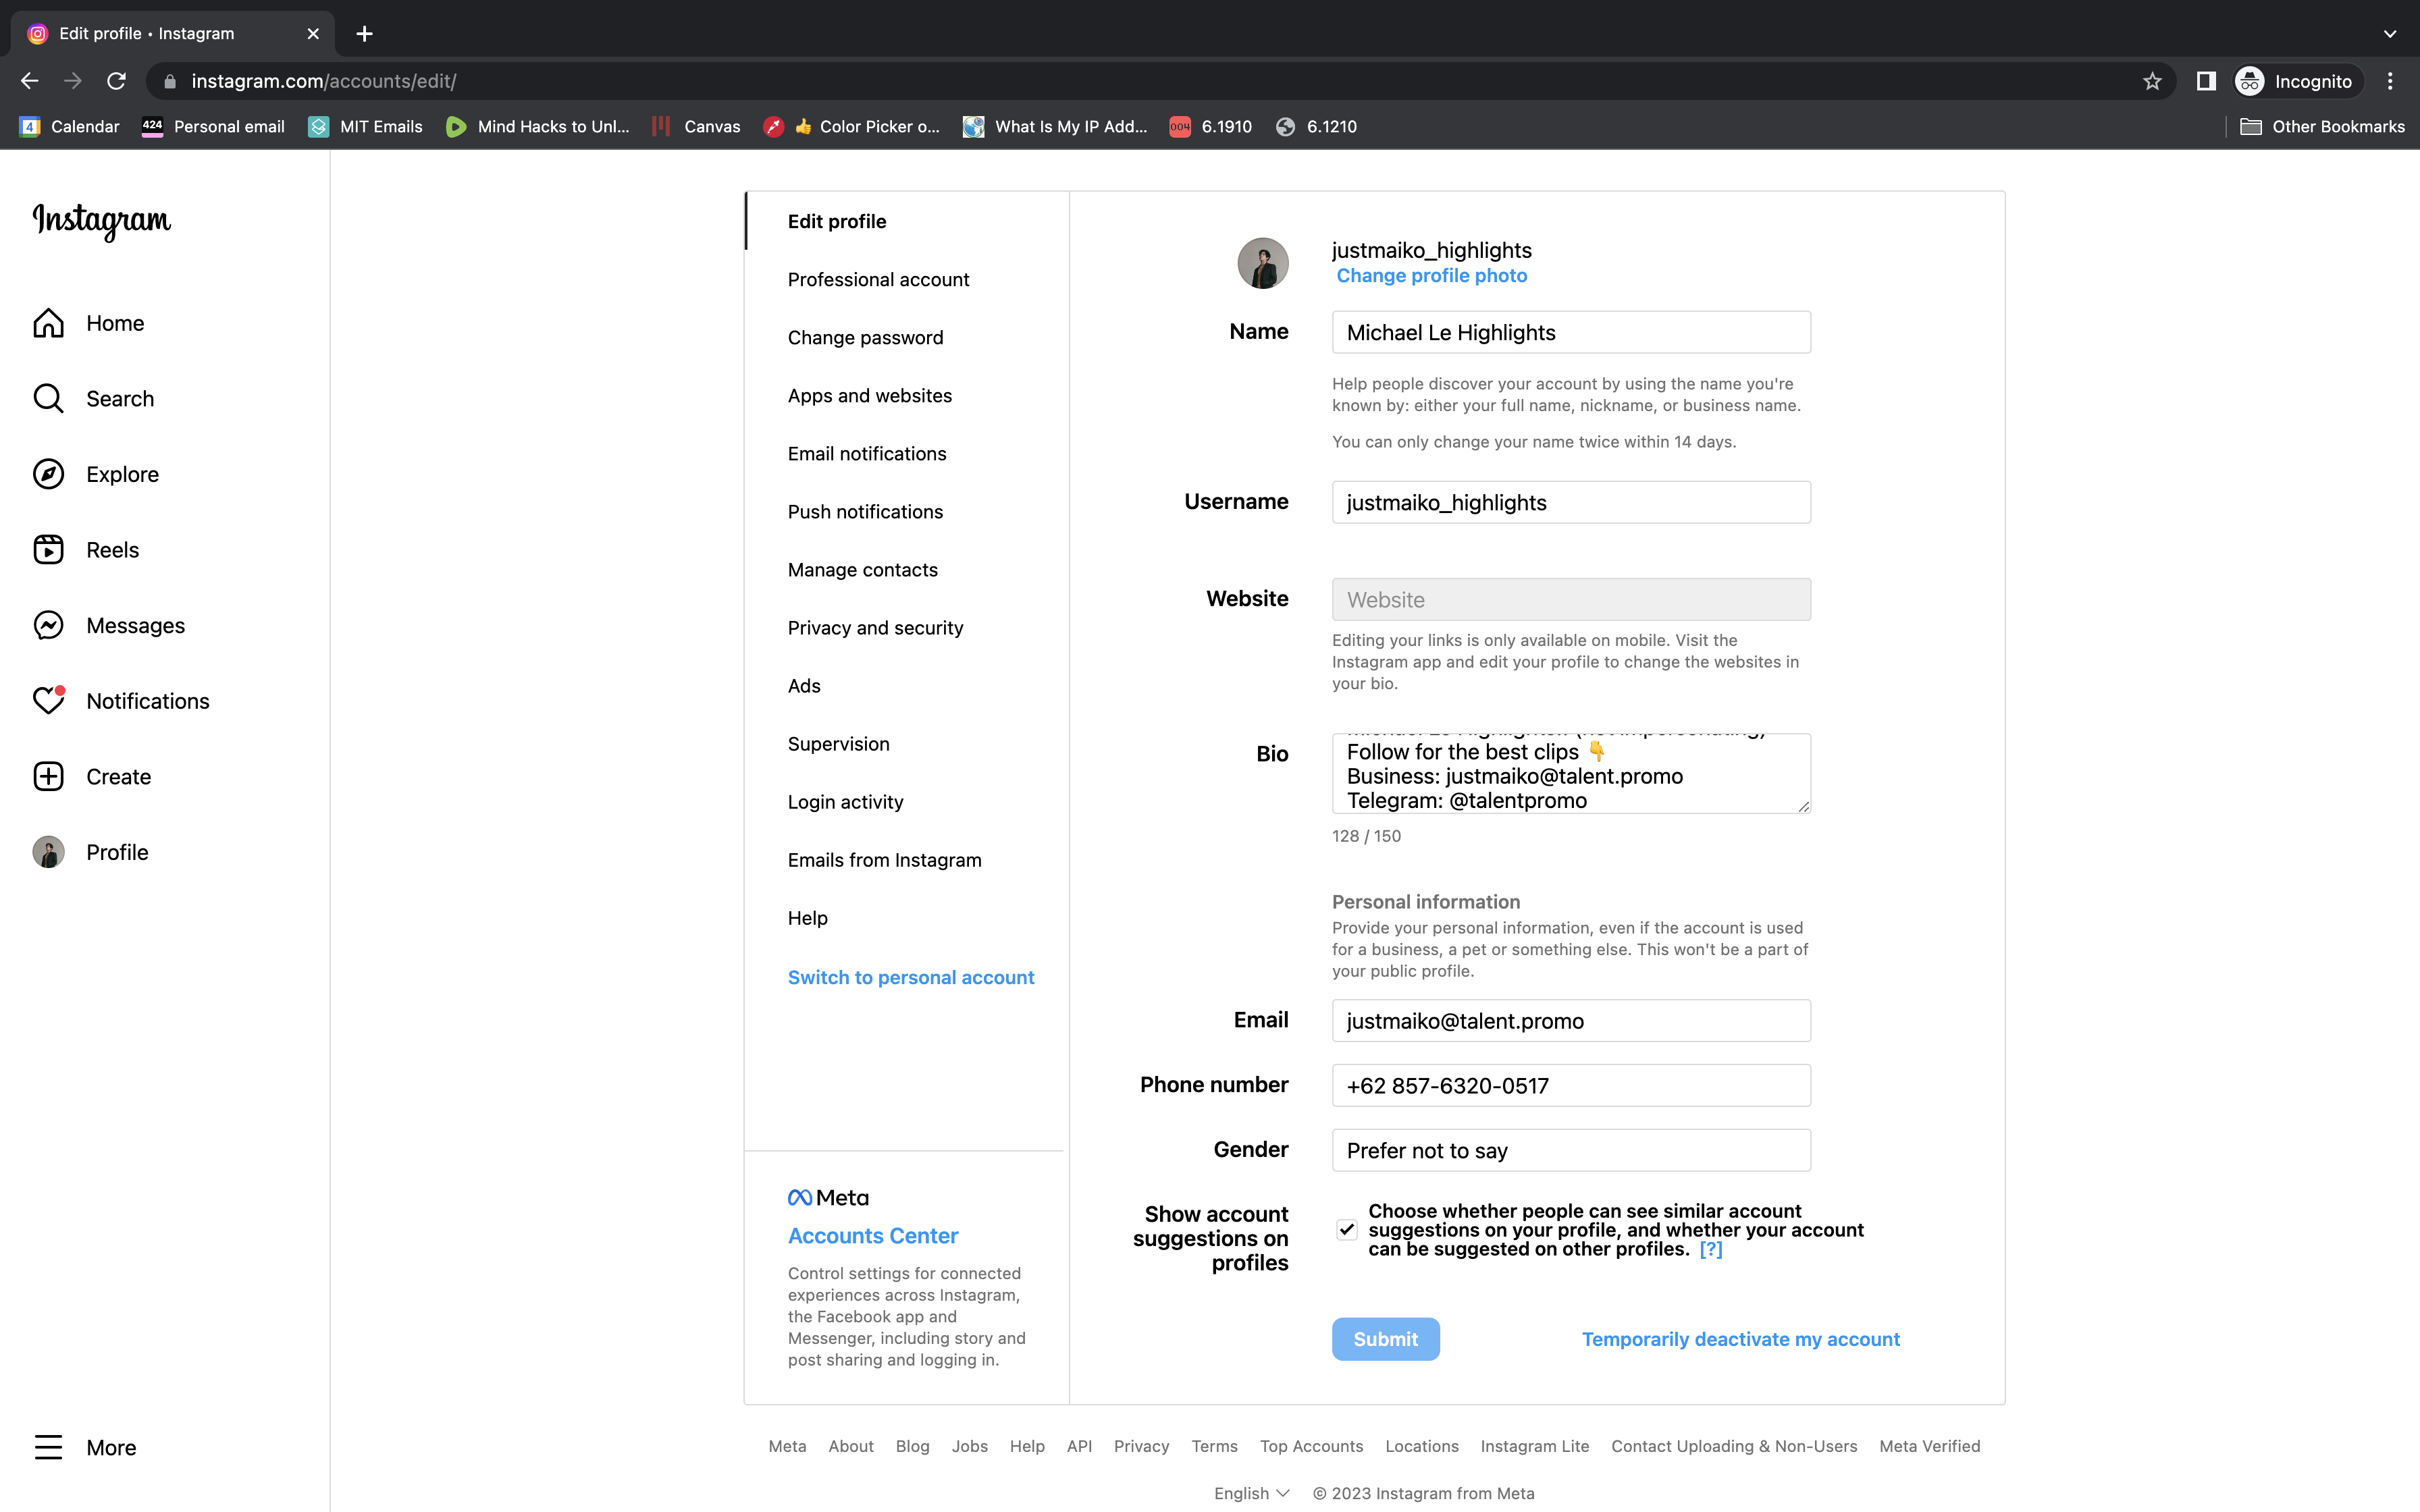 Edit profile • Instagram
instagram.com/accounts/edit/
Incognito
Calendar
424
Personal email
MIT Emails
Mind Hacks to Unl...
Canvas
👍 Color Picker o...
What Is My IP Add...
004
6.1910
6.1210
Other Bookmarks
Instagram
Home
Search
Explore
Reels
Messages
Notifications
Create
Profile
More
Edit profile
Professional account
Change password
Apps and websites
Email notifications
Push notifications
Manage contacts
Privacy and security
Ads
Supervision
Login activity
Emails from Instagram
Help
Switch to personal account
Meta
Accounts Center
Control settings for connected
experiences across Instagram,
the Facebook app and
Messenger, including story and
post sharing and logging in.
justmaiko_highlights
Change profile photo
Name
Michael Le Highlights
Help people discover your account by using the name you're
known by: either your full name, nickname, or business name.
You can only change your name twice within 14 days.
Username
justmaiko_highlights
Website
Website
Editing your links is only available on mobile. Visit the
Instagram app and edit your profile to change the websites in
your bio.
Bio
Follow for the best clips 👇
Business: justmaiko@talent.promo
Telegram: @talentpromo
128 / 150
Personal information
Provide your personal information, even if the account is used
for a business, a pet or something else. This won't be a part of
your public profile.
Email
justmaiko@talent.promo
Phone number
+62 857-6320-0517
Gender
Prefer not to say
Show account
suggestions on
profiles
Choose whether people can see similar account
suggestions on your profile, and whether your account
can be suggested on other profiles. [?]
Submit
Temporarily deactivate my account
Meta About Blog Jobs Help API Privacy Terms Top Accounts Locations Instagram Lite Contact Uploading & Non-Users Meta Verified
English © 2023 Instagram from Meta